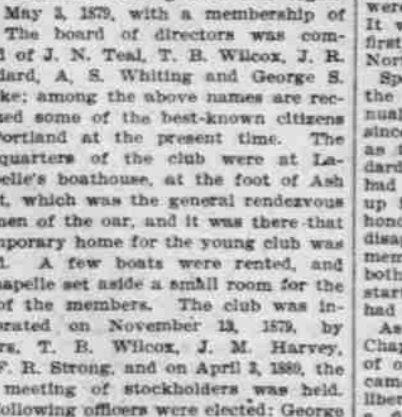 May 3, 1879, with a membership of
The board of directors was com-
d of J. N. Teal, T. B. Wilcox, J. R.
dard, A. S. Whiting and George S.
ke; among the above names are rec-
ed some of the best-known citizens
Portland at the present time. The
quarters of the club were at La-
elle's boathouse, at the foot of Ash
t, which was the general rendezvous
men of the oar, and it was there that
mporary home for the young club was
d. A few boats were rented, and
hapelle set aside a small room for the
of the members. The club was in-
orated on November 13, 1879, by
rs. T. B. Wilcox, J. M. Harvey,
F. R. Strong, and on April 3, 1880, the
meeting of stockholders was held.
following officers were elected: George
were
It w
first
Nort
Sp
the
nual
since
as f
dard
had
up f
hono
disap
mem
both
start
had
As
Chap
of o
came
liber